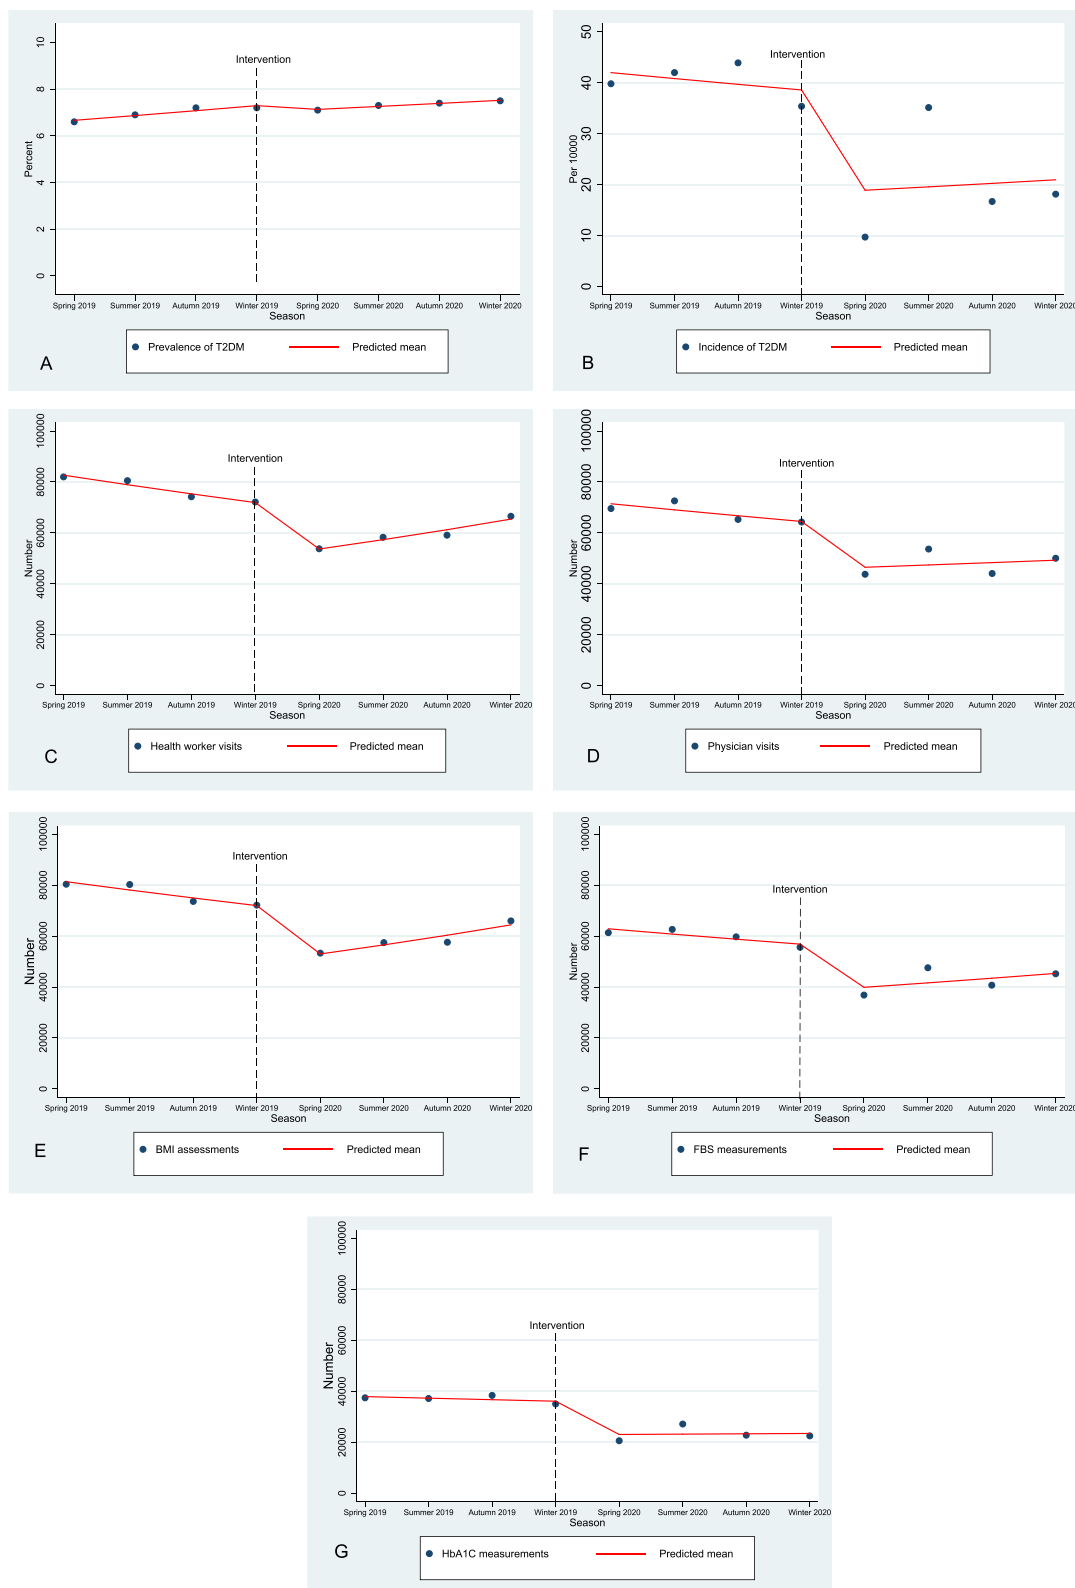 Intervention
Percent
10
8
6
4
2
0
Spring 2019 Summer 2019 Autumn 2019 Winter 2019 Spring 2020 Summer 2020 Autumn 2020 Winter 2020
Season
Prevalence of T2DM Predicted mean
A
Intervention
Per 10000
50
40
30
20
10
0
Spring 2019 Summer 2019 Autumn 2019 Winter 2019 Spring 2020 Summer 2020 Autumn 2020 Winter 2020
Season
Incidence of T2DM Predicted mean
B
Intervention
Number
100000
80000
60000
40000
20000
0
Spring 2019 Summer 2019 Autumn 2019 Winter 2019 Spring 2020 Summer 2020 Autumn 2020 Winter 2020
Season
Health worker visits Predicted mean
C
Intervention
Number
100000
80000
60000
40000
20000
0
Spring 2019 Summer 2019 Autumn 2019 Winter 2019 Spring 2020 Summer 2020 Autumn 2020 Winter 2020
Season
Physician visits Predicted mean
D
Intervention
Number
100000
80000
60000
40000
20000
0
Spring 2019 Summer 2019 Autumn 2019 Winter 2019 Spring 2020 Summer 2020 Autumn 2020 Winter 2020
Season
BMI assessments Predicted mean
E
Intervention
Number
100000
80000
60000
40000
20000
0
Spring 2019 Summer 2019 Autumn 2019 Winter 2019 Spring 2020 Summer 2020 Autumn 2020 Winter 2020
Season
FBS measurements Predicted mean
F
Intervention
Number
100000
80000
60000
40000
20000
0
Spring 2019 Summer 2019 Autumn 2019 Winter 2019 Spring 2020 Summer 2020 Autumn 2020 Winter 2020
Season
HbA1C measurements Predicted mean
G